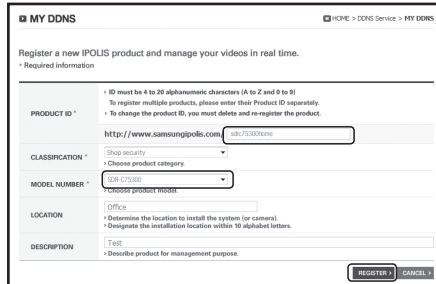 MY DDNS
HOME > DDNS Service > MY DDNS
Register a new IPOLIS product and manage your videos in real time.
* Required information
PRODUCT ID *
› ID must be 4 to 20 alphanumeric characters (A to Z and 0 to 9)
To register multiple products, please enter their Product ID separately.
› To change the product ID, you must delete and re-register the product.
http://www.samsungipolis.com/ sdrc75300home
CLASSIFICATION *
Shop security
› Choose product category.
MODEL NUMBER *
SDR-C75300
› Choose product model.
LOCATION
Office
› Determine the location to install the system (or camera).
› Designate the installation location within 10 alphabet letters.
DESCRIPTION
Test
› Describe product for management purpose.
REGISTER › CANCEL ›